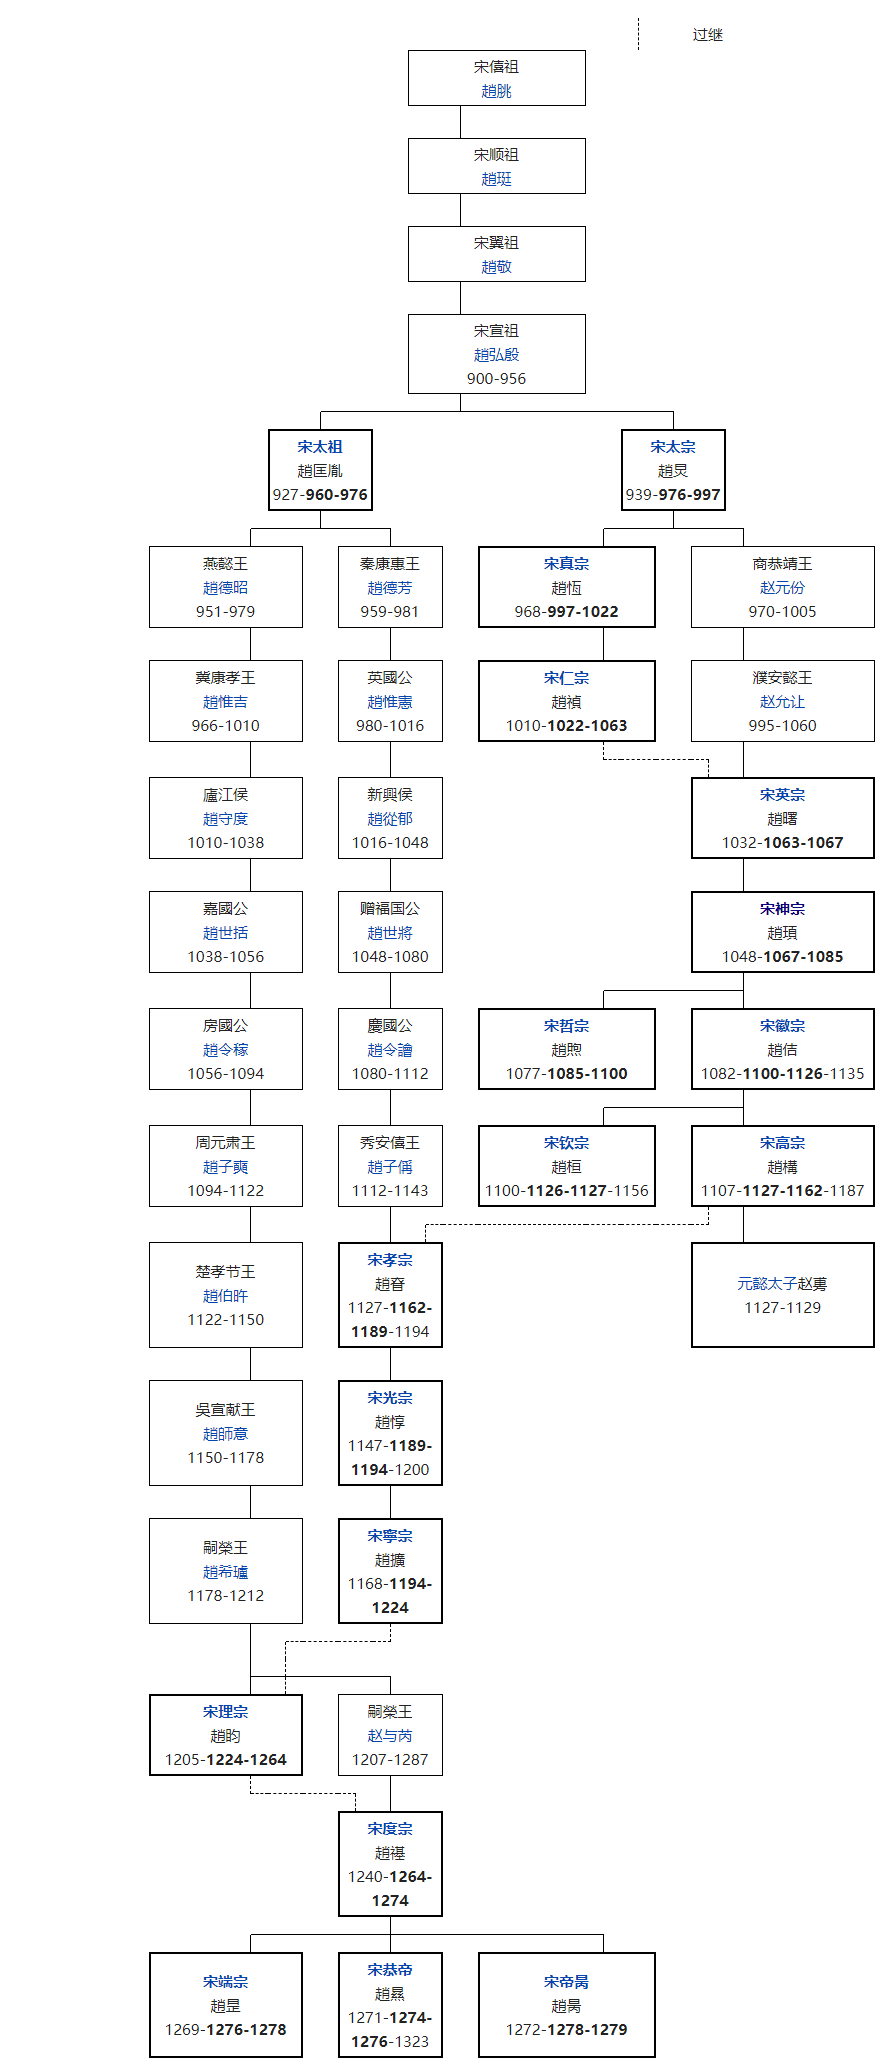 过继
宋僖祖
趙朓
宋顺祖
趙珽
宋翼祖
趙敬
宋宣祖
趙弘殷
900-956
宋太祖
趙匡胤
927-960-976
宋太宗
趙炅
939-976-997
燕懿王
趙德昭
951-979
秦康惠王
趙德芳
959-981
宋真宗
趙恆
968-997-1022
商恭靖王
赵元份
970-1005
冀康孝王
趙惟吉
966-1010
英國公
趙惟憲
980-1016
宋仁宗
趙禎
1010-1022-1063
濮安懿王
赵允让
995-1060
廬江侯
趙守度
1010-1038
新興侯
趙從郁
1016-1048
宋英宗
趙曙
1032-1063-1067
嘉國公
趙世括
1038-1056
赠福国公
趙世將
1048-1080
宋神宗
趙頊
1048-1067-1085
房國公
趙令稼
1056-1094
慶國公
趙令譮
1080-1112
宋哲宗
趙煦
1077-1085-1100
宋徽宗
趙佶
1082-1100-1126-1135
周元肃王
趙子奭
1094-1122
秀安僖王
趙子偁
1112-1143
宋钦宗
趙桓
1100-1126-1127-1156
宋高宗
趙構
1107-1127-1162-1187
楚孝节王
趙伯旿
1122-1150
宋孝宗
趙眘
1127-1162-
1189-1194
元懿太子赵旉
1127-1129
吳宣献王
趙師意
1150-1178
宋光宗
趙惇
1147-1189-
1194-1200
嗣榮王
趙希瓐
1178-1212
宋寧宗
趙擴
1168-1194-
1224
宋理宗
趙昀
1205-1224-1264
嗣榮王
赵与芮
1207-1287
宋度宗
趙禥
1240-1264-
1274
宋端宗
趙昰
1269-1276-1278
宋恭帝
趙㬎
1271-1274-
1276-1323
宋帝昺
趙昺
1272-1278-1279